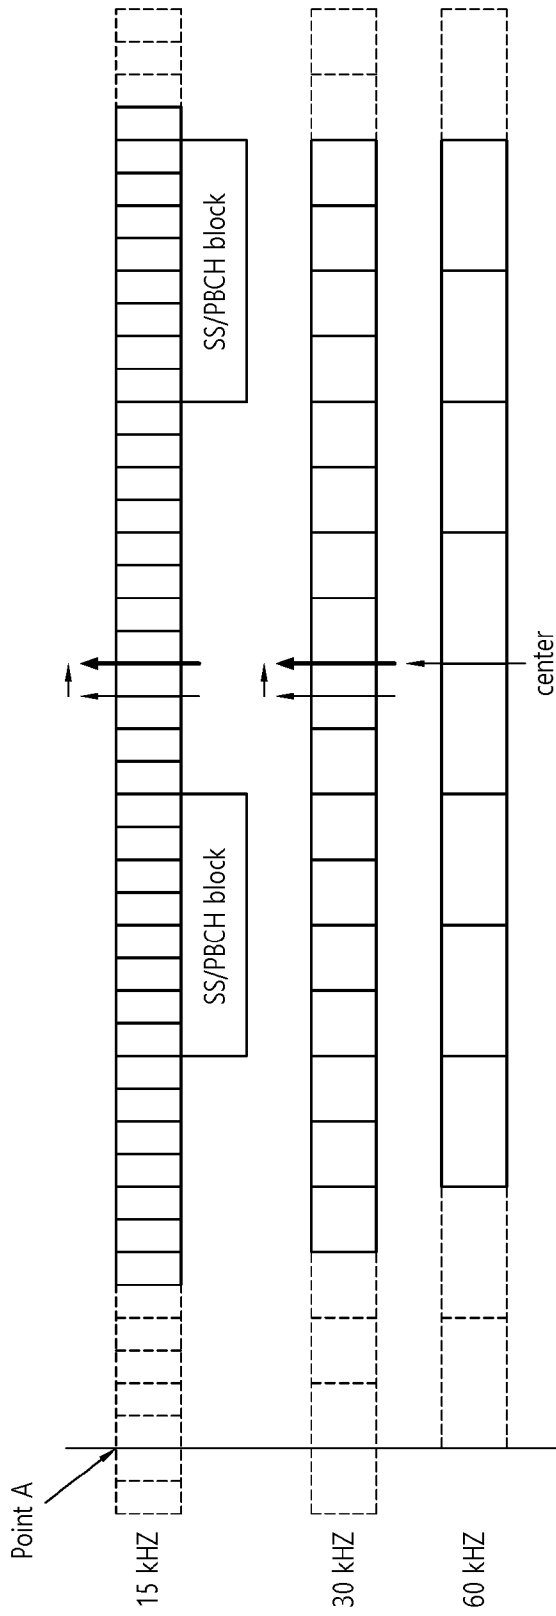 Point A
15 kHZ
SS/PBCH block
SS/PBCH block
30 kHZ
60 kHZ
center